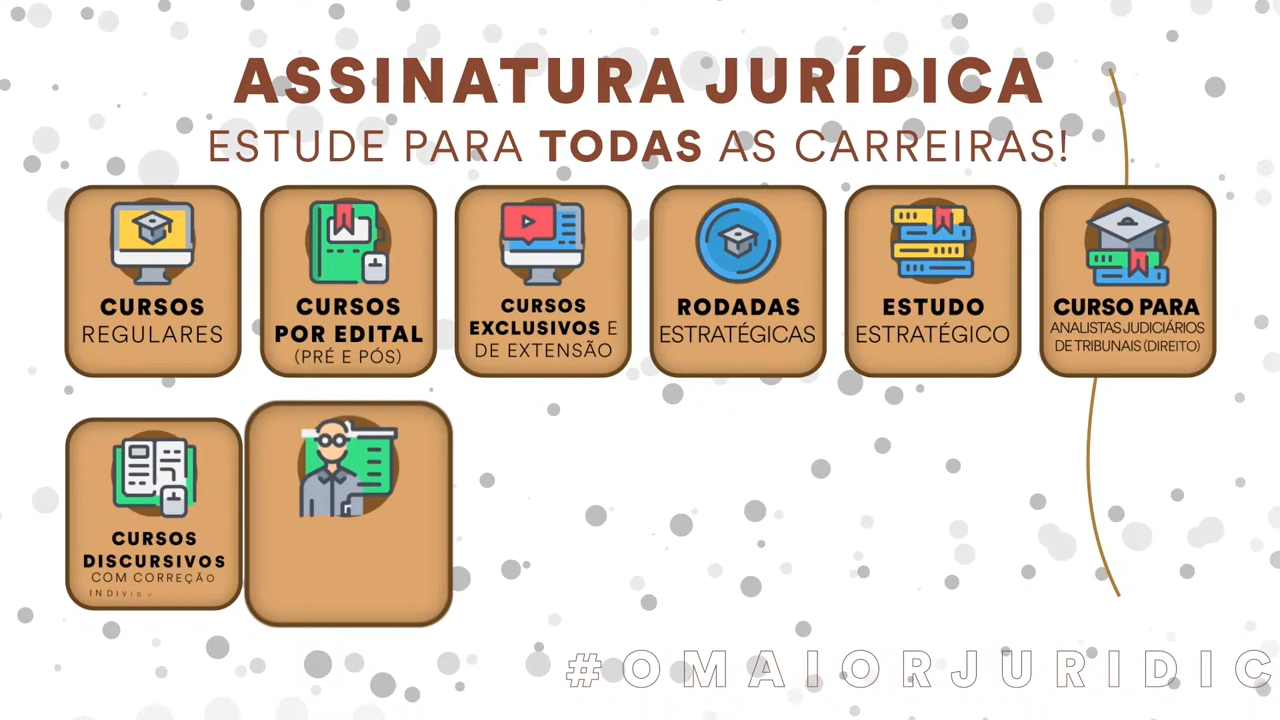 ASSINATURA JURÍDICA
ESTUDE PARA TODAS AS CARREIRAS!
CURSOS
REGULARES
CURSOS
POR EDITAL
(PRÉ E PÓS)
CURSOS
EXCLUSIVOS E
DE EXTENSÃO
RODADAS
ESTRATÉGICAS
ESTUDO
ESTRATÉGICO
CURSO PARA
ANALISTAS JUDICIÁRIOS
DE TRIBUNAIS (DIREITO)
CURSOS
DISCURSIVOS
COM CORREÇÃO
#OMAIORJURIDIC